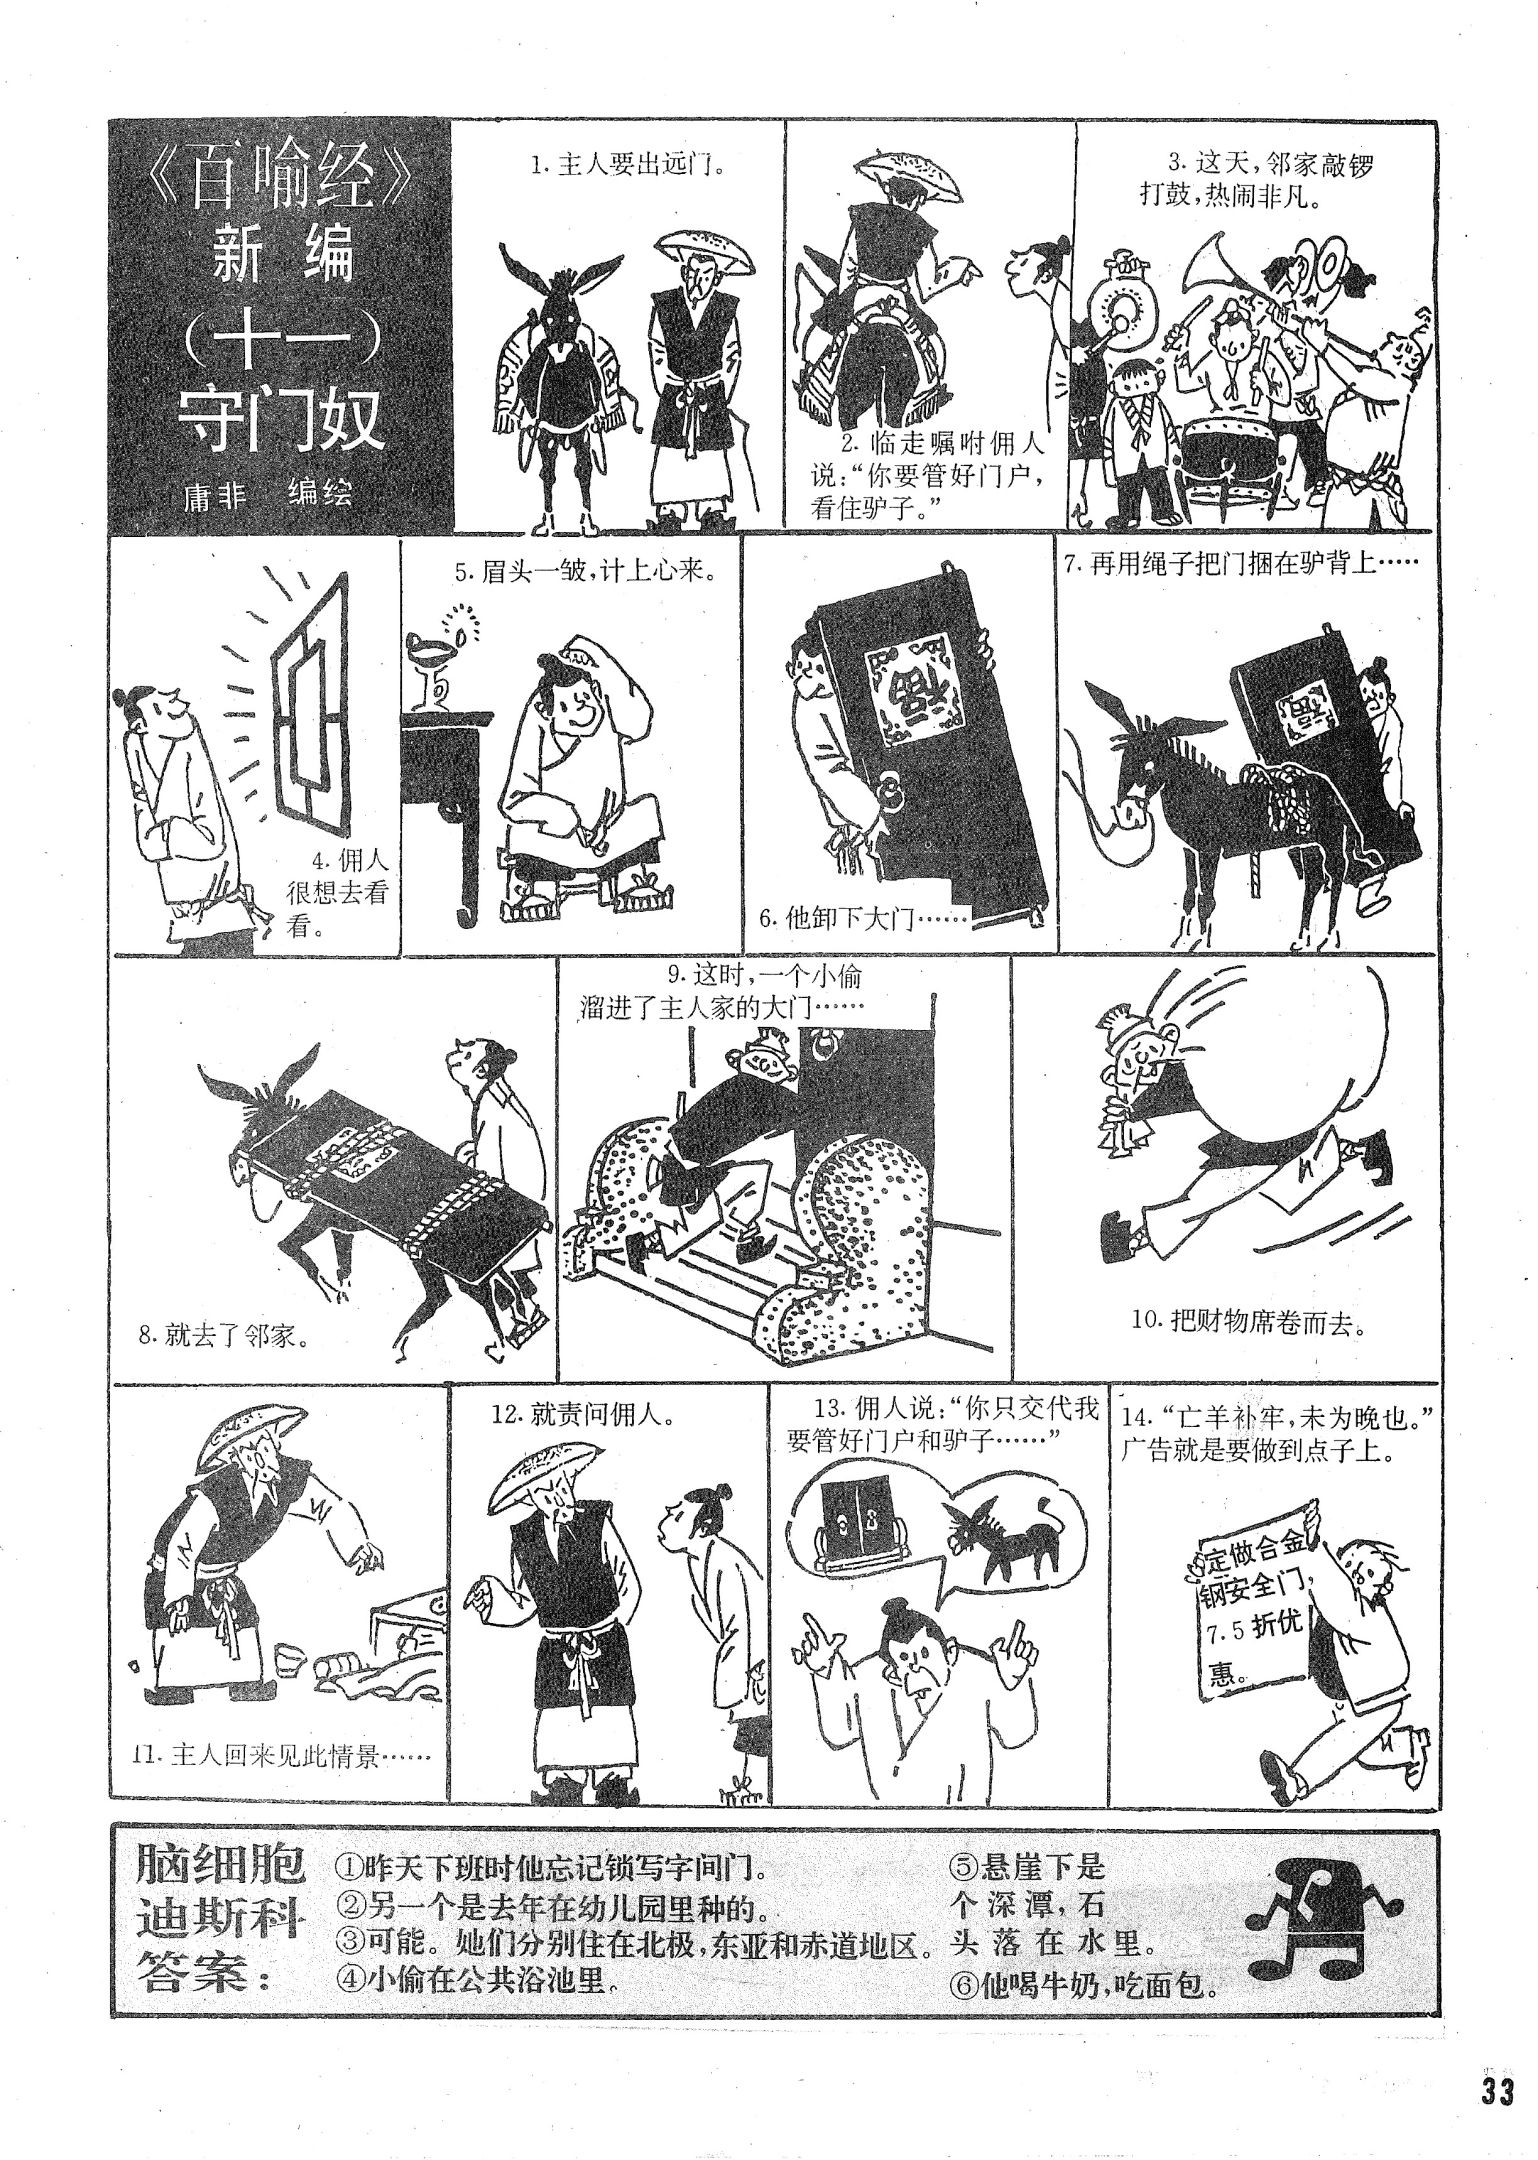 《百喻经》
新 编
（十一）
守门奴
庸非 编绘
1. 主人要出远门。
2. 临走嘱咐佣人
说：“你要管好门户，
看住驴子。”
3. 这天，邻家敲锣
打鼓，热闹非凡。
4. 佣人
很想去看
看。
5. 眉头一皱，计上心来。
福
6. 他卸下大门……
7. 再用绳子把门捆在驴背上……
福
8. 就去了邻家。
9. 这时，一个小偷
溜进了主人家的大门……
10. 把财物席卷而去。
11. 主人回来见此情景……
12. 就责问佣人。
13. 佣人说：“你只交代我
要管好门户和驴子……”
14. “亡羊补牢，未为晚也。”
广告就是要做到点子上。
定做合金
钢安全门，
7.5折优
惠。
脑细胞
迪斯科
答案：
①昨天下班时他忘记锁写字间门。
②另一个是去年在幼儿园里种的。
③可能。她们分别住在北极，东亚和赤道地区。
④小偷在公共浴池里。
⑤悬崖下是
个深潭，石
头落在水里。
⑥他喝牛奶，吃面包。
33